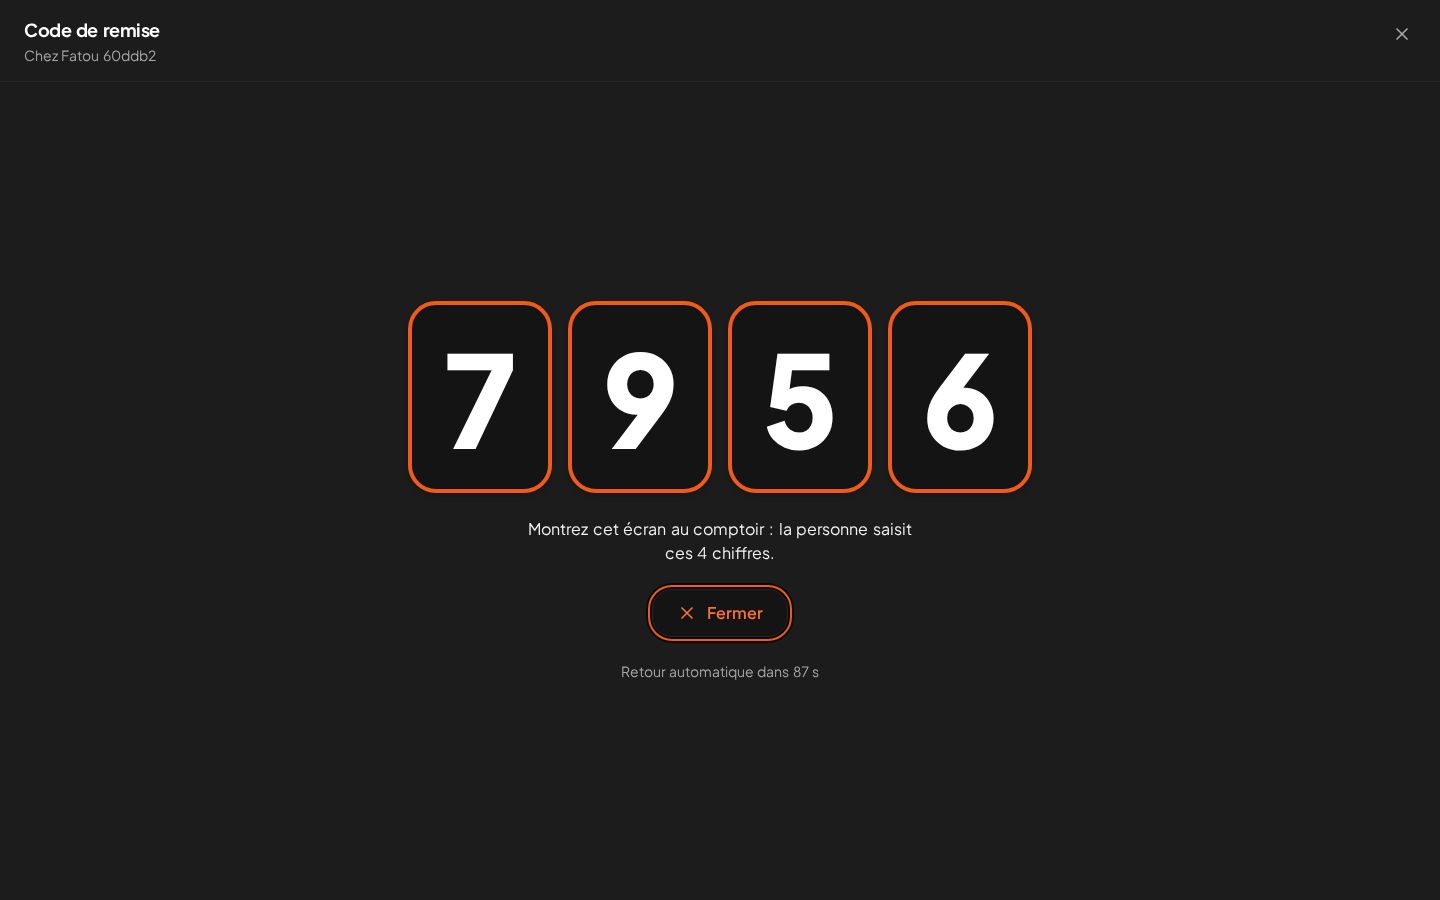 Code de remise
Chez Fatou 60ddb2
7 9 5 6
Montrez cet écran au comptoir : la personne saisit
ces 4 chiffres.
Fermer
Retour automatique dans 87 s